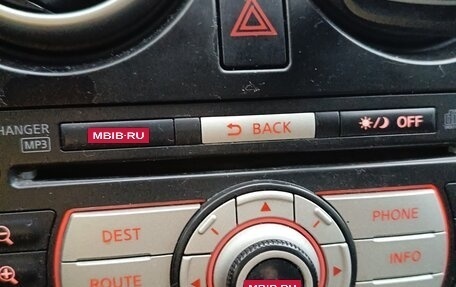 HANGER
MP3
MBIB·RU
BACK
/ OFF
DEST
PHONE
ROUTE
INFO
MBIB·RU